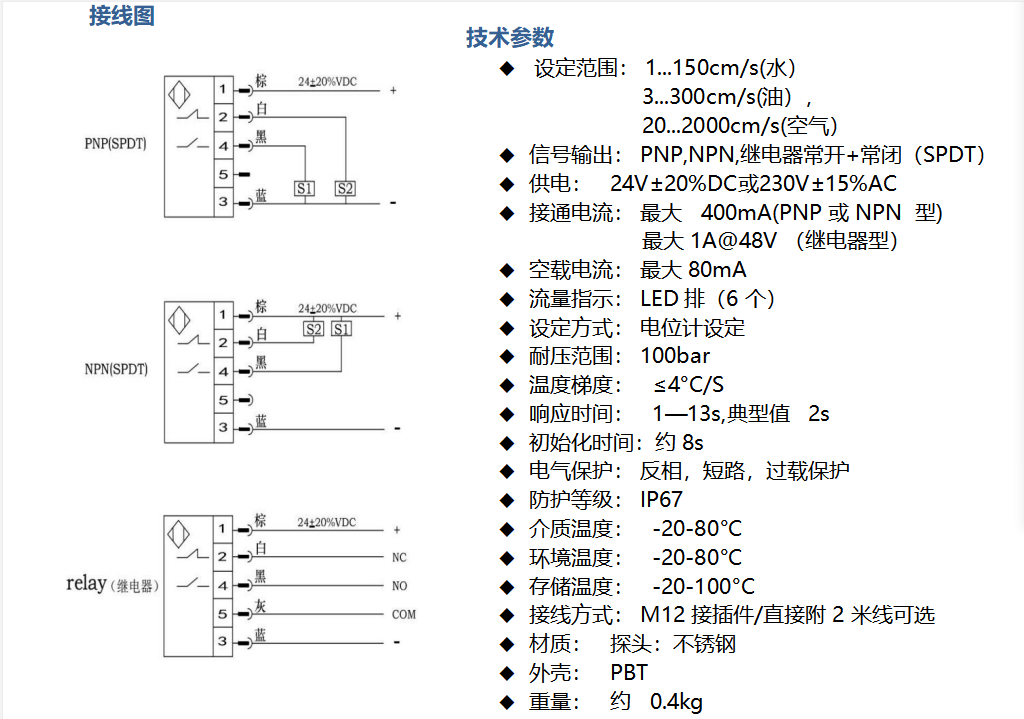 接线图
PNP(SPDT)
1 棕 24±20%VDC +
2 白
4 黑
5
S1 S2
3 蓝 -
NPN(SPDT)
1 棕 24±20%VDC +
S2 S1
2 白
4 黑
5
3 蓝 -
relay(继电器)
1 棕 24±20%VDC +
2 白 NC
4 黑 NO
5 灰 COM
3 蓝 -
技术参数
◆ 设定范围： 1...150cm/s(水）
3...300cm/s(油）,
20...2000cm/s(空气）
◆ 信号输出： PNP,NPN,继电器常开+常闭（SPDT）
◆ 供电： 24V±20%DC或230V±15%AC
◆ 接通电流： 最大 400mA(PNP 或 NPN 型)
最大 1A@48V （继电器型）
◆ 空载电流： 最大 80mA
◆ 流量指示： LED 排（6 个）
◆ 设定方式： 电位计设定
◆ 耐压范围： 100bar
◆ 温度梯度： ≤4°C/S
◆ 响应时间： 1—13s,典型值 2s
◆ 初始化时间：约 8s
◆ 电气保护： 反相，短路，过载保护
◆ 防护等级： IP67
◆ 介质温度： -20-80℃
◆ 环境温度： -20-80℃
◆ 存储温度： -20-100°C
◆ 接线方式： M12 接插件/直接附 2 米线可选
◆ 材质： 探头：不锈钢
◆ 外壳： PBT
◆ 重量： 约 0.4kg